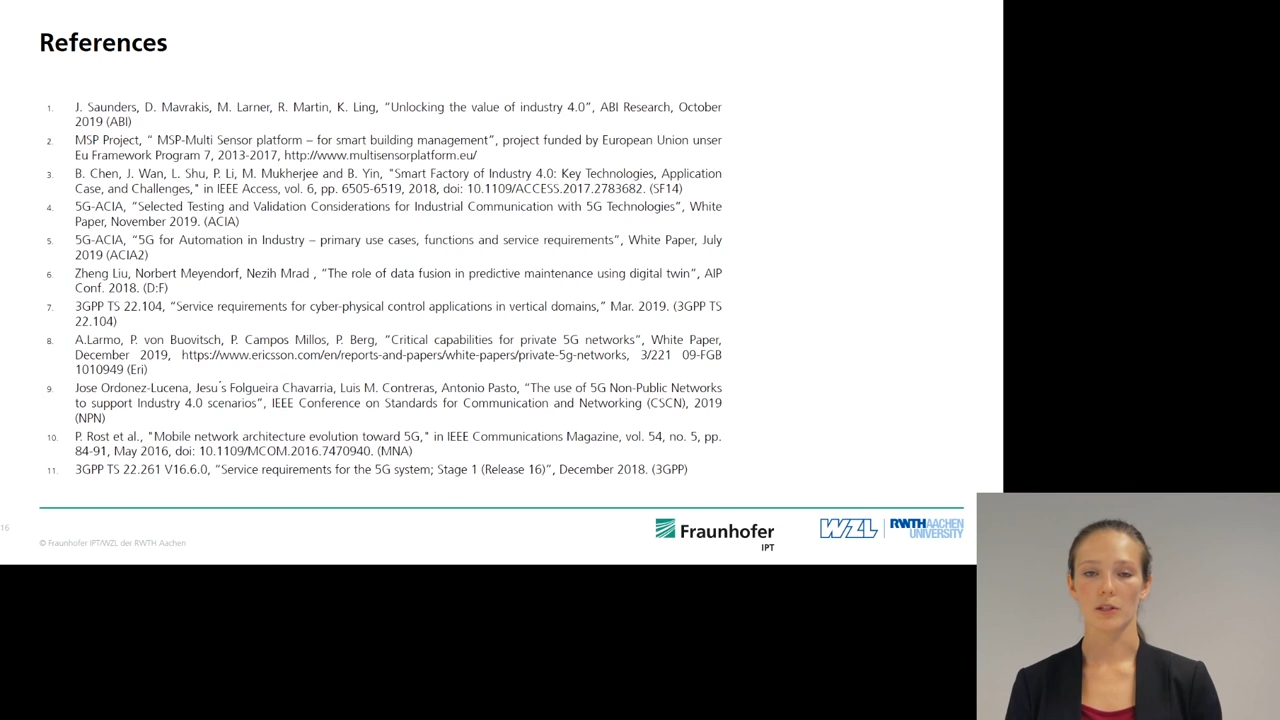 References
1. J. Saunders, D. Mavrakis, M. Larner, R. Martin, K. Ling, “Unlocking the value of industry 4.0”, ABI Research, October
2019 (ABI)
2. MSP Project, “ MSP-Multi Sensor platform – for smart building management”, project funded by European Union unser
Eu Framework Program 7, 2013-2017, http://www.multisensorplatform.eu/
3. B. Chen, J. Wan, L. Shu, P. Li, M. Mukherjee and B. Yin, "Smart Factory of Industry 4.0: Key Technologies, Application
Case, and Challenges," in IEEE Access, vol. 6, pp. 6505-6519, 2018, doi: 10.1109/ACCESS.2017.2783682. (SF14)
4. 5G-ACIA, “Selected Testing and Validation Considerations for Industrial Communication with 5G Technologies”, White
Paper, November 2019. (ACIA)
5. 5G-ACIA, “5G for Automation in Industry – primary use cases, functions and service requirements”, White Paper, July
2019 (ACIA2)
6. Zheng Liu, Norbert Meyendorf, Nezih Mrad , “The role of data fusion in predictive maintenance using digital twin”, AIP
Conf. 2018. (D:F)
7. 3GPP TS 22.104, “Service requirements for cyber-physical control applications in vertical domains,” Mar. 2019. (3GPP TS
22.104)
8. A.Larmo, P. von Buovitsch, P. Campos Millos, P. Berg, “Critical capabilities for private 5G networks”, White Paper,
December 2019, https://www.ericsson.com/en/reports-and-papers/white-papers/private-5g-networks, 3/221 09-FGB
1010949 (Eri)
9. Jose Ordonez-Lucena, Jesu´s Folgueira Chavarria, Luis M. Contreras, Antonio Pasto, “The use of 5G Non-Public Networks
to support Industry 4.0 scenarios”, IEEE Conference on Standards for Communication and Networking (CSCN), 2019
(NPN)
10. P. Rost et al., "Mobile network architecture evolution toward 5G," in IEEE Communications Magazine, vol. 54, no. 5, pp.
84-91, May 2016, doi: 10.1109/MCOM.2016.7470940. (MNA)
11. 3GPP TS 22.261 V16.6.0, “Service requirements for the 5G system; Stage 1 (Release 16)”, December 2018. (3GPP)
16
© Fraunhofer IPT/WZL der RWTH Aachen
Fraunhofer
IPT
WZL
RWTH AACHEN
UNIVERSITY